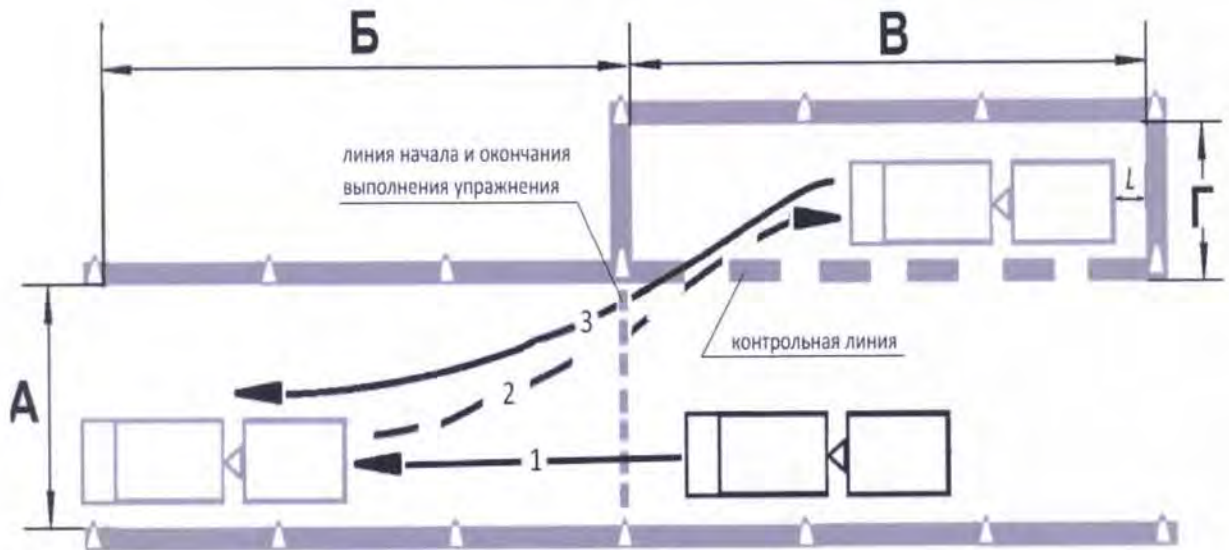 Б
В
линия начала и окончания
выполнения упражнения
L
Г
3
контрольная линия
А
2
1